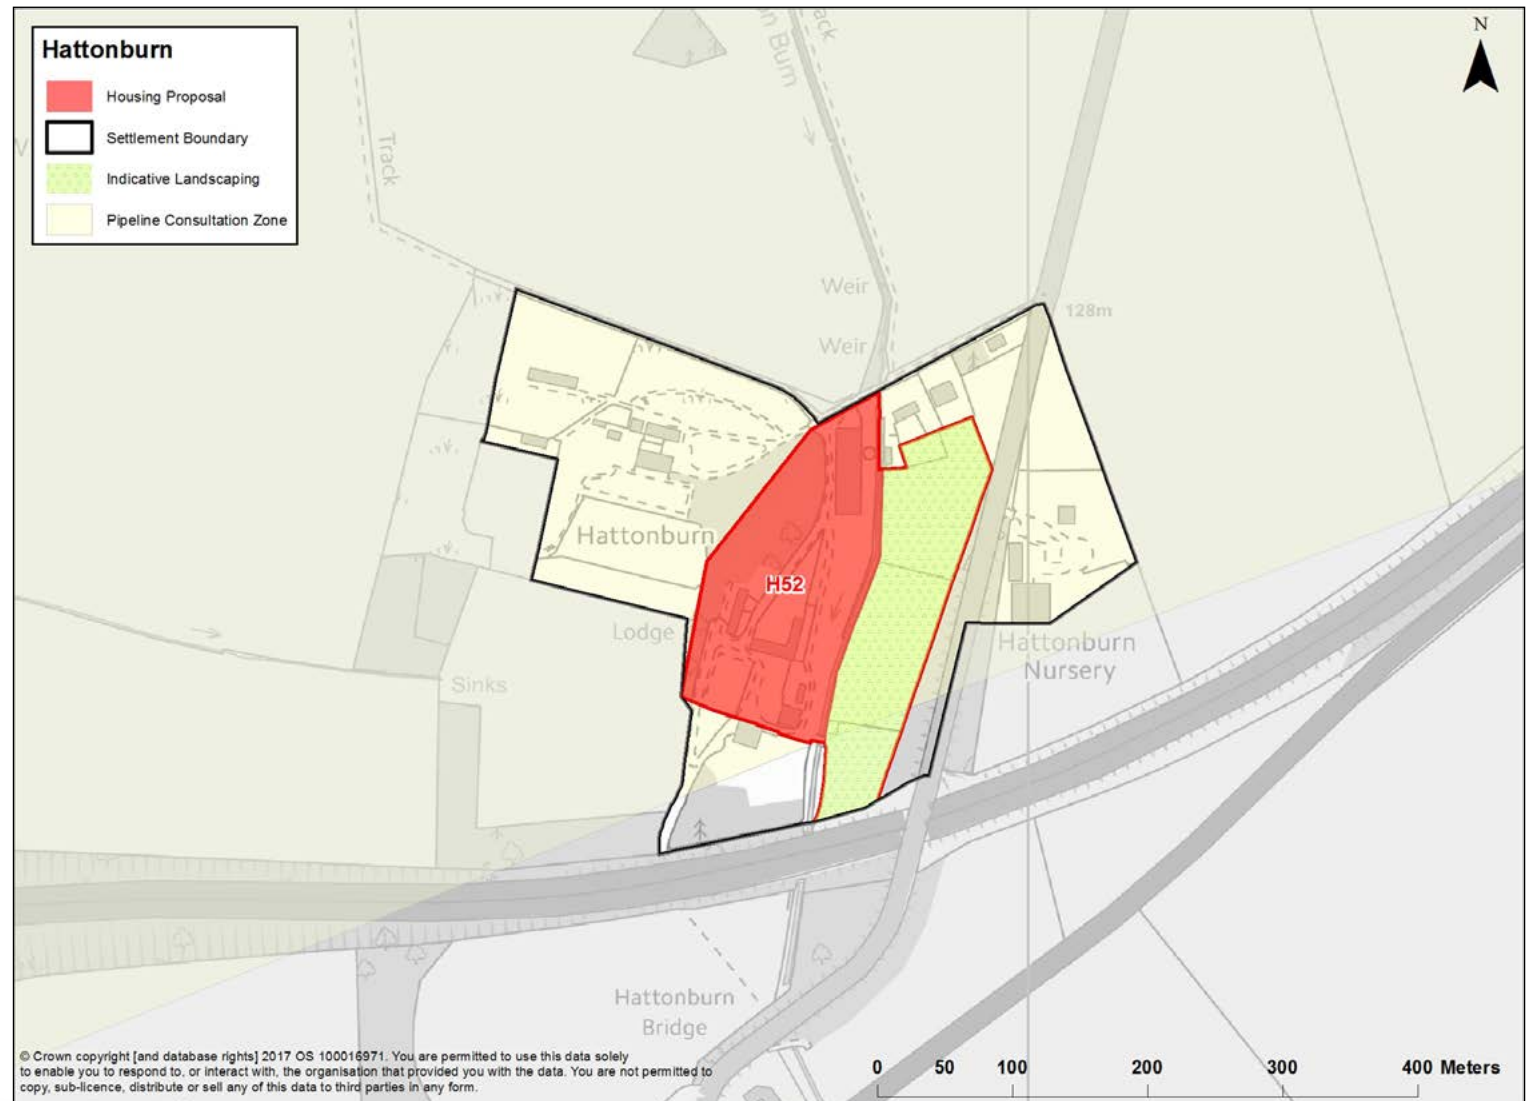 Hattonburn
Housing Proposal
Settlement Boundary
Indicative Landscaping
Pipeline Consultation Zone
N
on Burn
Track
Weir
Weir
128m
Hattonburn
H52
Lodge
Sinks
Hattonburn
Nursery
Hattonburn
Bridge
© Crown copyright [and database rights] 2017 OS 100016971. You are permitted to use this data solely
to enable you to respond to, or interact with, the organisation that provided you with the data. You are not permitted to
copy, sub-licence, distribute or sell any of this data to third parties in any form.
0 50 100 200 300 400 Meters